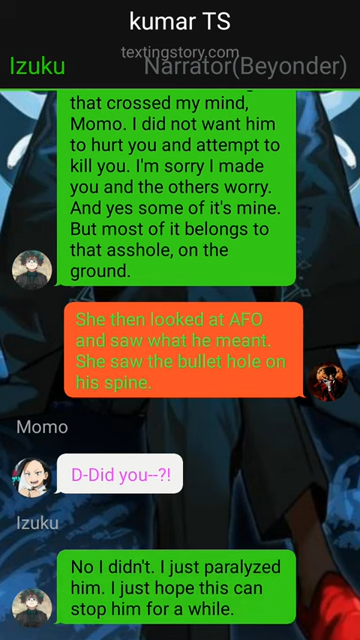 kumar TS
textingstory.com
Izuku
Narrator(Beyonder)
that crossed my mind,
Momo. I did not want him
to hurt you and attempt to
kill you. I'm sorry I made
you and the others worry.
And yes some of it's mine.
But most of it belongs to
that asshole, on the
ground.
She then looked at AFO
and saw what he meant.
She saw the bullet hole on
his spine.
Momo
D-Did you--?!
Izuku
No I didn't. I just paralyzed
him. I just hope this can
stop him for a while.